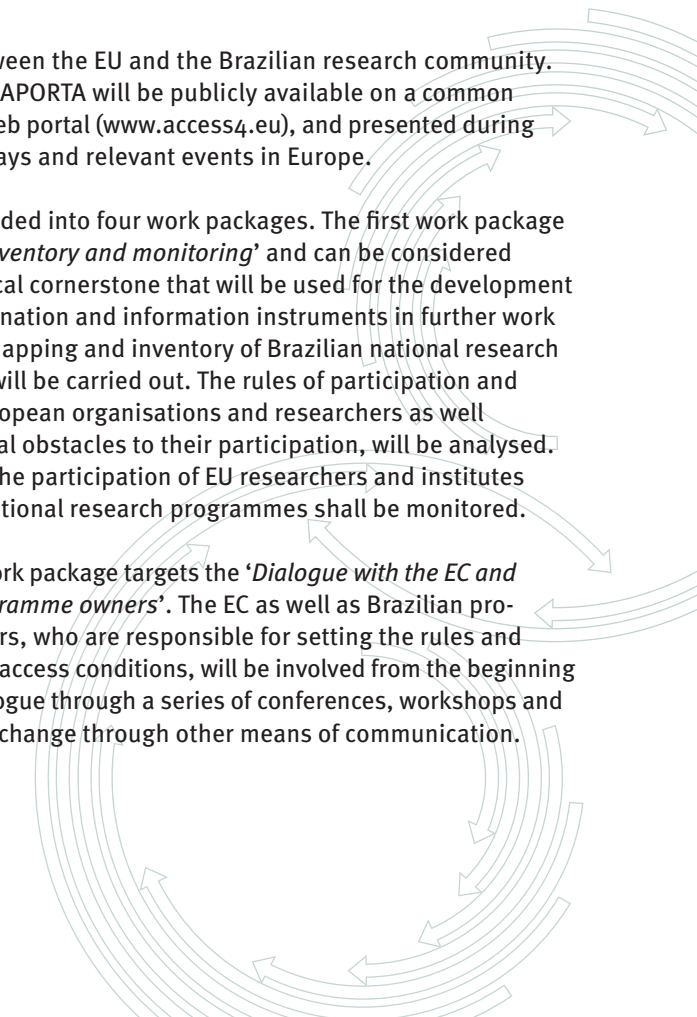 ween the EU and the Brazilian research community.
APORTA will be publicly available on a common
eb portal (www.access4.eu), and presented during
ays and relevant events in Europe.
ded into four work packages. The first work package
ventory and monitoring’ and can be considered
cal cornerstone that will be used for the development
nation and information instruments in further work
apping and inventory of Brazilian national research
will be carried out. The rules of participation and
ropean organisations and researchers as well
al obstacles to their participation, will be analysed.
he participation of EU researchers and institutes
tional research programmes shall be monitored.
ork package targets the ‘Dialogue with the EC and
ramme owners’. The EC as well as Brazilian pro-
rs, who are responsible for setting the rules and
access conditions, will be involved from the beginning
ogue through a series of conferences, workshops and
change through other means of communication.